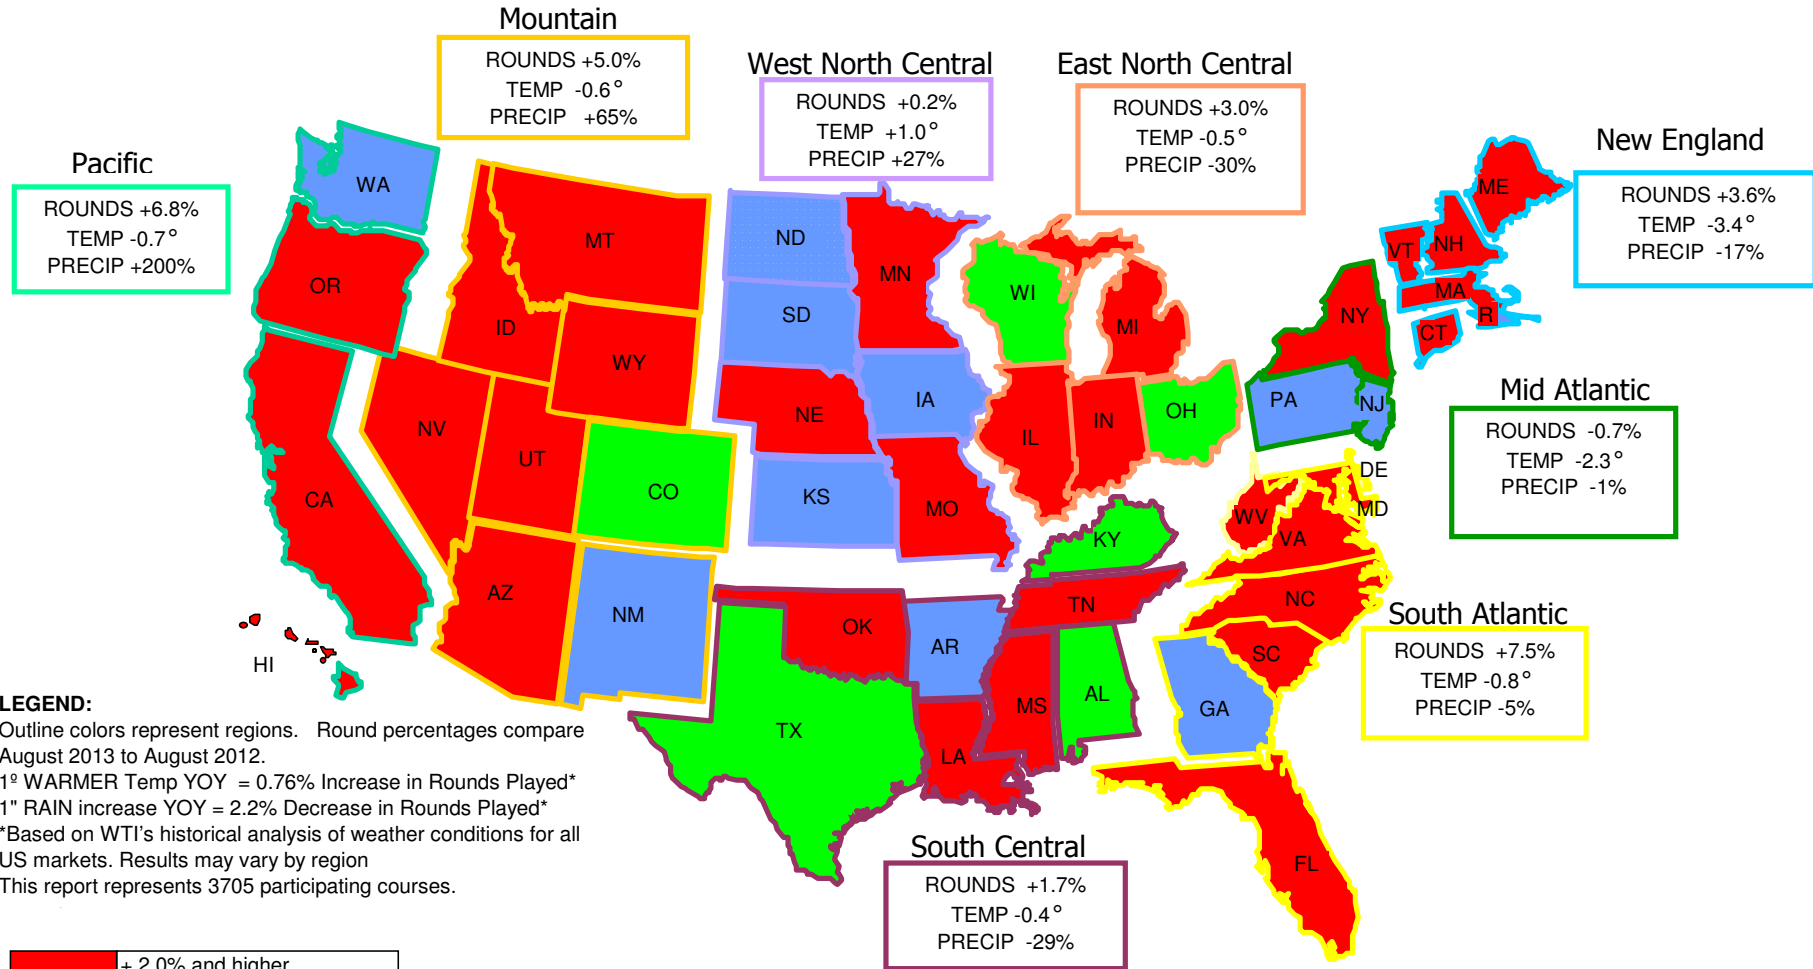 Mountain
ROUNDS +5.0%
TEMP -0.6°
PRECIP +65%
West North Central
ROUNDS +0.2%
TEMP +1.0°
PRECIP +27%
East North Central
ROUNDS +3.0%
TEMP -0.5°
PRECIP -30%
New England
ROUNDS +3.6%
TEMP -3.4°
PRECIP -17%
Pacific
ROUNDS +6.8%
TEMP -0.7°
PRECIP +200%
WA
OR
CA
HI
MT
ID
WY
NV
UT
CO
AZ
NM
ND
SD
MN
NE
IA
KS
MO
WI
MI
IL
IN
OH
ME
VT
NH
MA
R
CT
NY
PA
NJ
Mid Atlantic
ROUNDS -0.7%
TEMP -2.3°
PRECIP -1%
DE
MD
WV
VA
NC
SC
GA
FL
South Atlantic
ROUNDS +7.5%
TEMP -0.8°
PRECIP -5%
KY
TN
OK
AR
TX
LA
MS
AL
South Central
ROUNDS +1.7%
TEMP -0.4°
PRECIP -29%
LEGEND:
Outline colors represent regions. Round percentages compare
August 2013 to August 2012.
1º WARMER Temp YOY = 0.76% Increase in Rounds Played*
1" RAIN increase YOY = 2.2% Decrease in Rounds Played*
*Based on WTI's historical analysis of weather conditions for all
US markets. Results may vary by region
This report represents 3705 participating courses.
+ 2.0% and higher